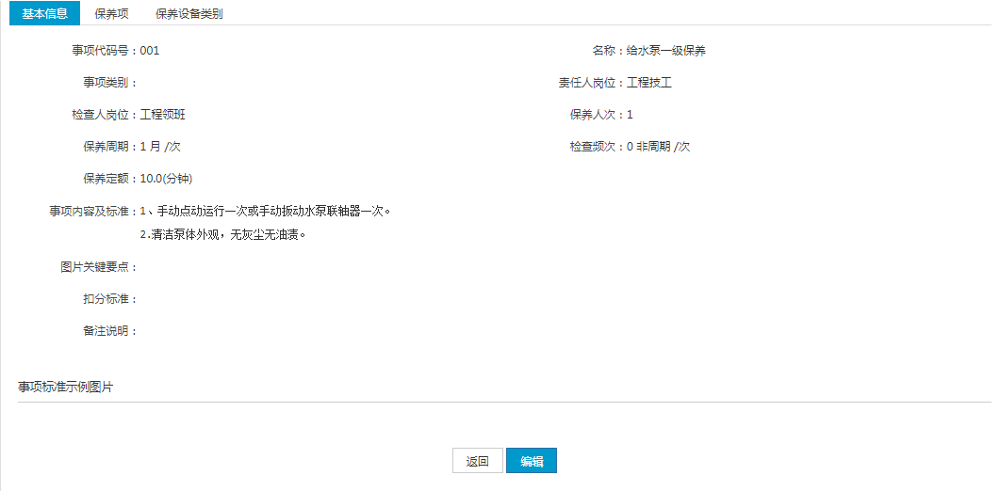 基本信息 保养项 保养设备类别
事项代码号：001 名称：给水泵一级保养
事项类别： 责任人岗位：工程技工
检查人岗位：工程领班 保养人次：1
保养周期：1 月 /次 检查频次：0 非周期 /次
保养定额：10.0(分钟)
事项内容及标准：1、手动点动运行一次或手动扳动水泵联轴器一次。
2.清洁泵体外观，无灰尘无油渍。
图片关键要点：
扣分标准：
备注说明：
事项标准示例图片
返回 编辑